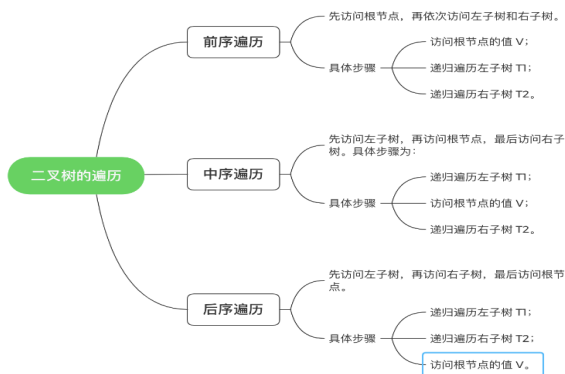 二叉树的遍历
前序遍历
先访问根节点，再依次访问左子树和右子树。
具体步骤
访问根节点的值 V；
递归遍历左子树 T1；
递归遍历右子树 T2。
中序遍历
先访问左子树，再访问根节点，最后访问右子
树。具体步骤为：
具体步骤
递归遍历左子树 T1；
访问根节点的值 V；
递归遍历右子树 T2。
后序遍历
先访问左子树，再访问右子树，最后访问根节
点。
具体步骤
递归遍历左子树 T1；
递归遍历右子树 T2；
访问根节点的值 V。